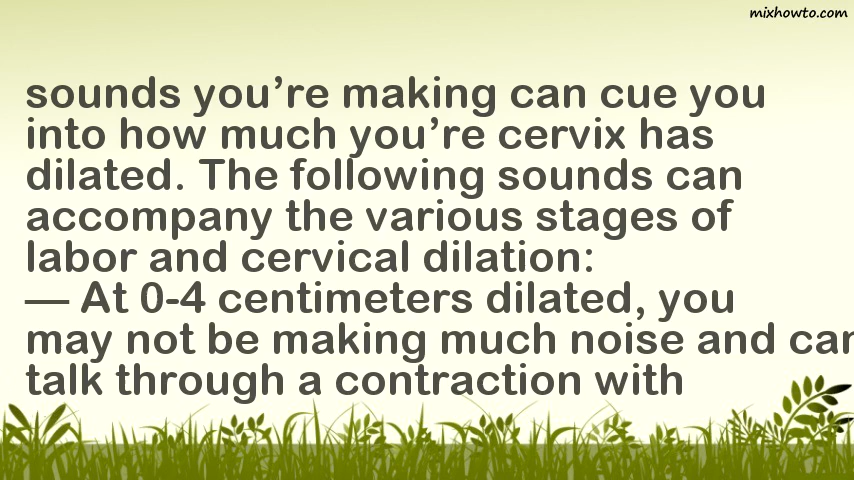 mixhowto.com
sounds you’re making can cue you
into how much you’re cervix has
dilated. The following sounds can
accompany the various stages of
labor and cervical dilation:
— At 0-4 centimeters dilated, you
may not be making much noise and can
talk through a contraction with